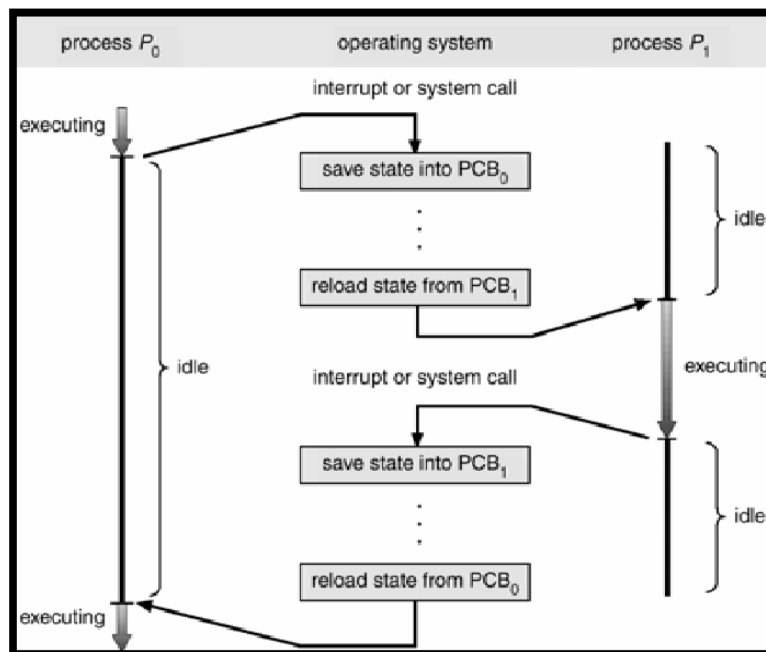 process P₀ operating system process P₁
interrupt or system call
executing
save state into PCB₀
idle
reload state from PCB₁
idle
executing
interrupt or system call
save state into PCB₁
idle
reload state from PCB₀
executing